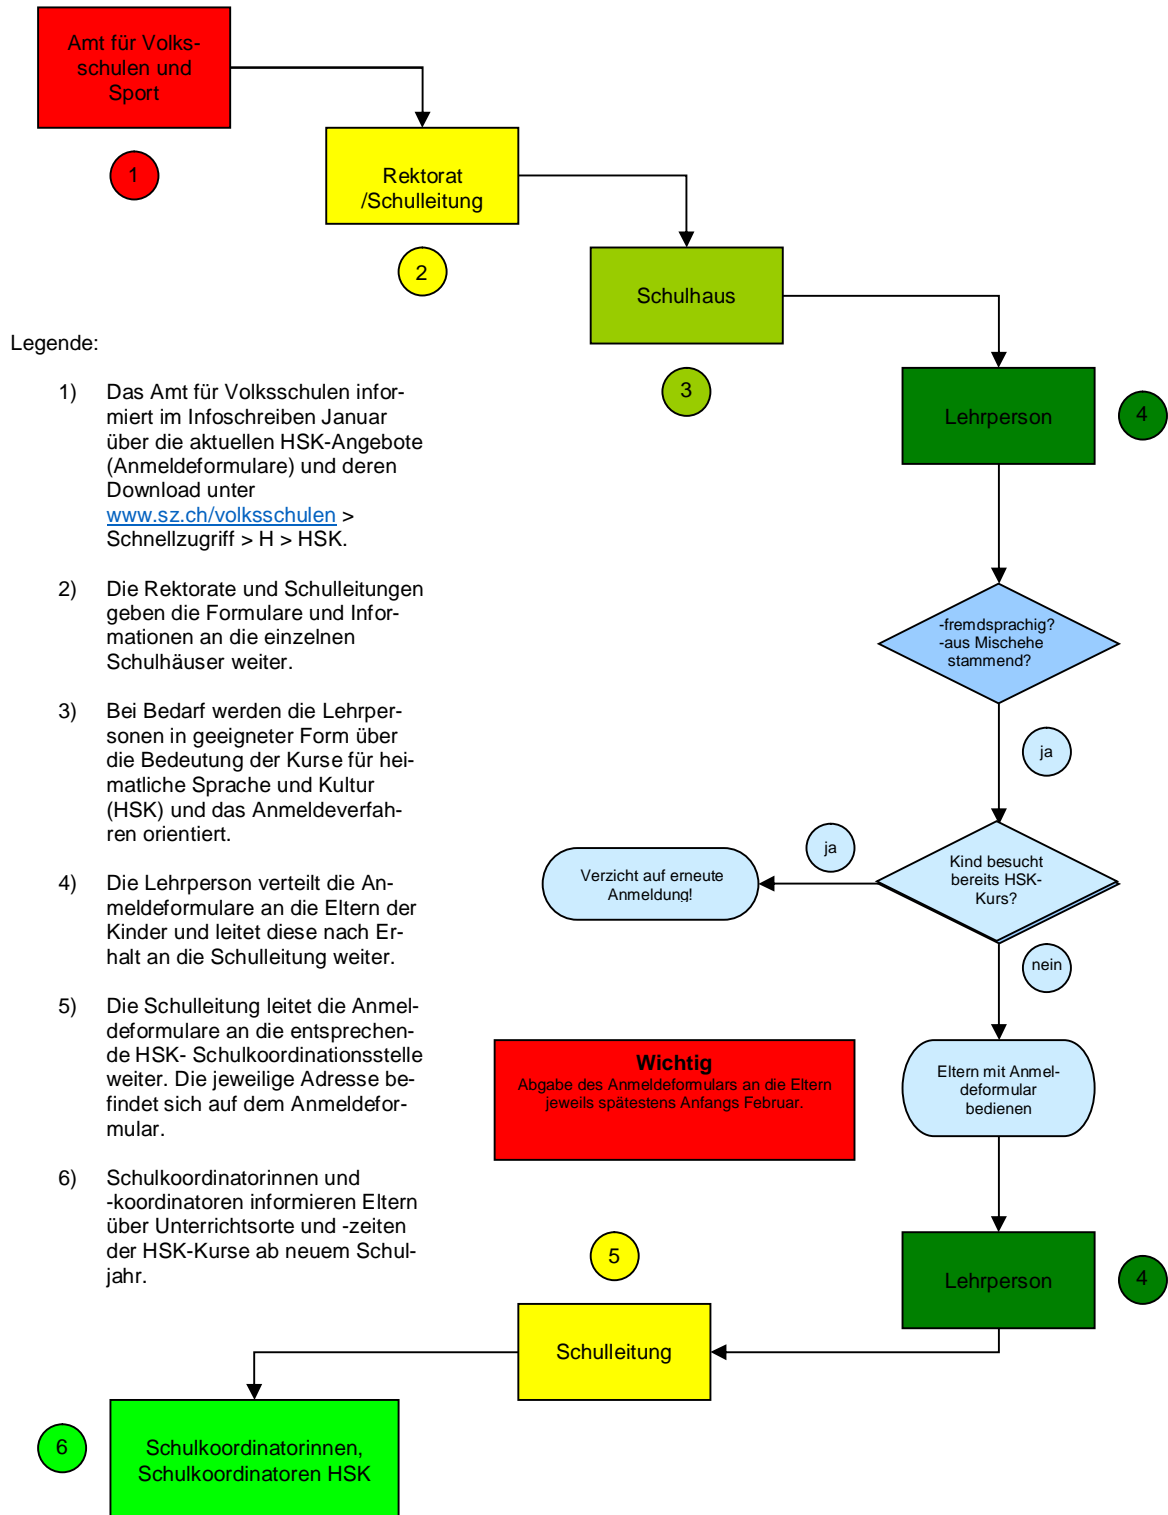 Amt für Volks-
schulen und
Sport
1
Rektorat
/Schulleitung
2
Schulhaus
3
Lehrperson
4
Legende:
1) Das Amt für Volksschulen infor-
miert im Infoschreiben Januar
über die aktuellen HSK-Angebote
(Anmeldeformulare) und deren
Download unter
www.sz.ch/volksschulen >
Schnellzugriff > H > HSK.
2) Die Rektorate und Schulleitungen
geben die Formulare und Infor-
mationen an die einzelnen
Schulhäuser weiter.
3) Bei Bedarf werden die Lehrper-
sonen in geeigneter Form über
die Bedeutung der Kurse für hei-
matliche Sprache und Kultur
(HSK) und das Anmeldeverfah-
ren orientiert.
4) Die Lehrperson verteilt die An-
meldeformulare an die Eltern der
Kinder und leitet diese nach Er-
halt an die Schulleitung weiter.
5) Die Schulleitung leitet die Anmel-
deformulare an die entsprechen-
de HSK- Schulkoordinationsstelle
weiter. Die jeweilige Adresse be-
findet sich auf dem Anmeldefor-
mular.
6) Schulkoordinatorinnen und
-koordinatoren informieren Eltern
über Unterrichtsorte und -zeiten
der HSK-Kurse ab neuem Schul-
jahr.
-fremdsprachig?
-aus Mischehe
stammend?
ja
Kind besucht
bereits HSK-
Kurs?
ja
Verzicht auf erneute
Anmeldung!
nein
Eltern mit Anmel-
deformular
bedienen
Wichtig
Abgabe des Anmeldeformulars an die Eltern
jeweils spätestens Anfangs Februar.
Lehrperson
4
5
Schulleitung
6
Schulkoordinatorinnen,
Schulkoordinatoren HSK